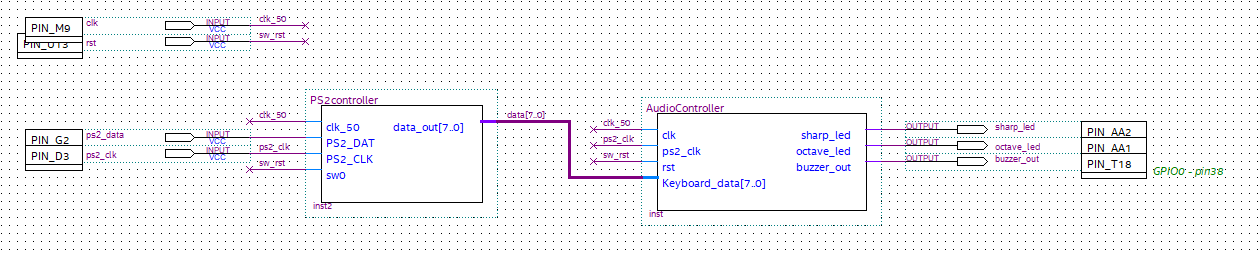 PIN_M9 clk INPUT VCC clk_50
PIN_U13 rst INPUT VCC sw_rst
PS2controller
clk_50
clk_50
PS2_DAT
PS2_CLK
sw0
data_out[7..0]
inst2
PIN_G2 ps2_data INPUT VCC
PIN_D3 ps2_clk INPUT VCC ps2_clk
sw_rst
data[7..0]
AudioController
clk_50
ps2_clk
sw_rst
clk
ps2_clk
rst
Keyboard_data[7..0]
sharp_led
octave_led
buzzer_out
inst
OUTPUT sharp_led PIN_AA2
OUTPUT octave_led PIN_AA1
OUTPUT buzzer_out PIN_T18
GPIO0 - pin38